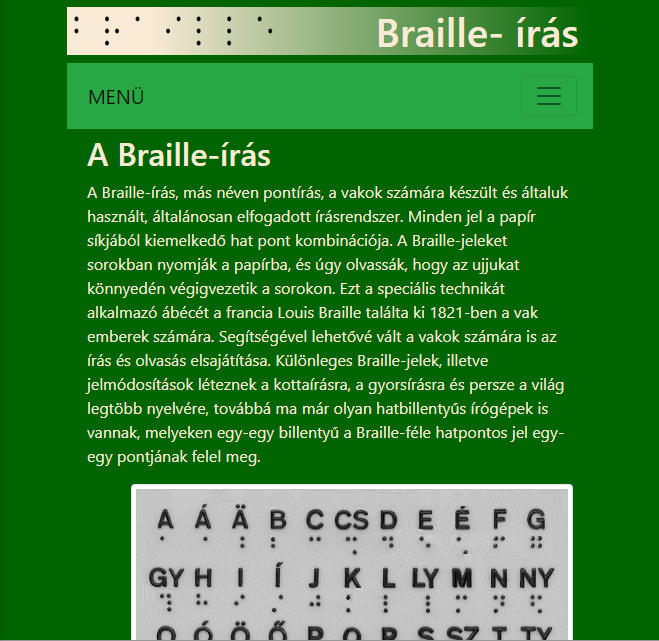 Braille- írás
MENÜ
A Braille-írás
A Braille-írás, más néven pontírás, a vakok számára készült és általuk
használt, általánosan elfogadott írásrendszer. Minden jel a papír
síkjából kiemelkedő hat pont kombinációja. A Braille-jeleket
sorokban nyomják a papírba, és úgy olvassák, hogy az ujjukat
könnyedén végigvezetik a sorokon. Ezt a speciális technikát
alkalmazó ábécét a francia Louis Braille találta ki 1821-ben a vak
emberek számára. Segítségével lehetővé vált a vakok számára is az
írás és olvasás elsajátítása. Különleges Braille-jelek, illetve
jelmódosítások léteznek a kottaírásra, a gyorsírásra és persze a világ
legtöbb nyelvére, továbbá ma már olyan hatbillentyűs írógépek is
vannak, melyeken egy-egy billentyű a Braille-féle hatpontos jel egy-
egy pontjának felel meg.
A Á Ä B C CS D E É F G
GY H I Í J K L LY M N NY
O Ó Ö Ő P Q R S SZ T TY